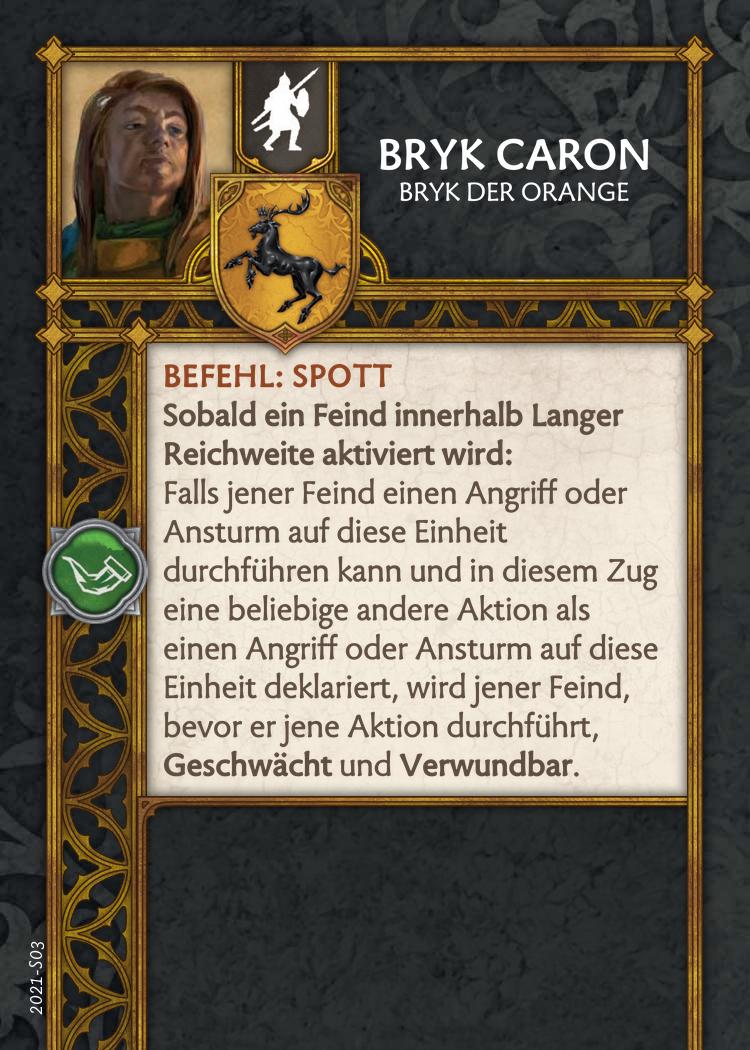 BRYK CARON
BRYK DER ORANGE
BEFEHL: SPOTT
Sobald ein Feind innerhalb Langer
Reichweite aktiviert wird:
Falls jener Feind einen Angriff oder
Ansturm auf diese Einheit
durchführen kann und in diesem Zug
eine beliebige andere Aktion als
einen Angriff oder Ansturm auf diese
Einheit deklariert, wird jener Feind,
bevor er jene Aktion durchführt,
Geschwächt und Verwundbar.
2021-S03